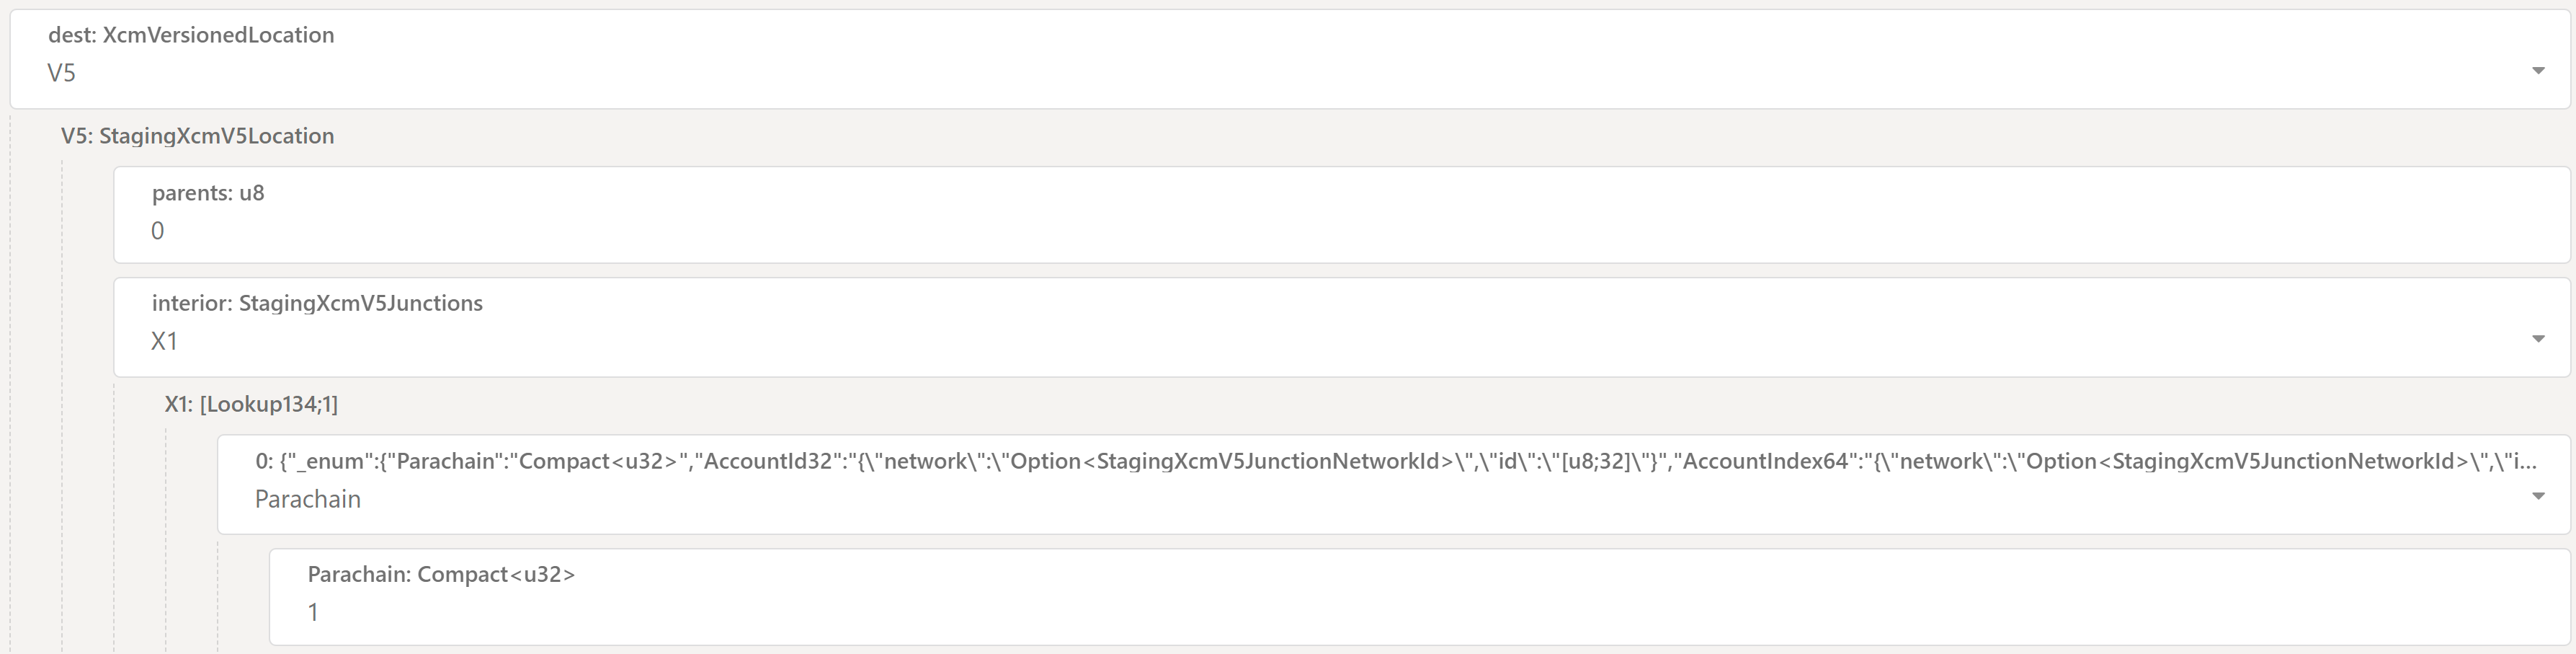 dest: XcmVersionedLocation
V5
V5: StagingXcmV5Location
parents: u8
0
interior: StagingXcmV5Junctions
X1
X1: [Lookup134;1]
0: {"_enum":{"Parachain":"Compact<u32>","AccountId32":"{\"network\":\"Option<StagingXcmV5JunctionNetworkId>\",\"id\":\"[u8;32]\"}","AccountIndex64":"{\"network\":\"Option<StagingXcmV5JunctionNetworkId>\",\"i...
Parachain
Parachain: Compact<u32>
1